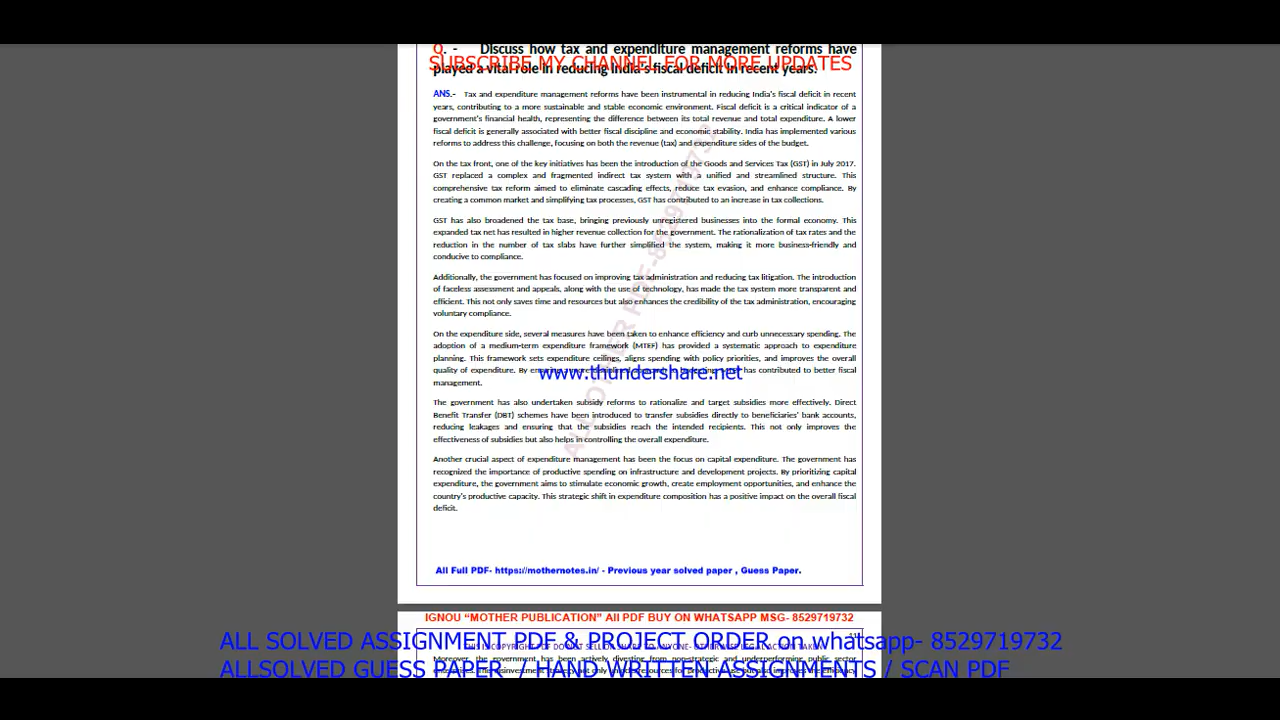 Q. - Discuss how tax and expenditure management reforms have
SUBSCRIBE MY CHANNEL FOR MORE UPDATES
played a vital role in reducing India's fiscal deficit in recent years.
ANS.- Tax and expenditure management reforms have been instrumental in reducing India's fiscal deficit in recent
years, contributing to a more sustainable and stable economic environment. Fiscal deficit is a critical indicator of a
government's financial health, representing the difference between its total revenue and total expenditure. A lower
fiscal deficit is generally associated with better fiscal discipline and economic stability. India has implemented various
reforms to address this challenge, focusing on both the revenue (tax) and expenditure sides of the budget.
On the tax front, one of the key initiatives has been the introduction of the Goods and Services Tax (GST) in July 2017.
GST replaced a complex and fragmented indirect tax system with a unified and streamlined structure. This
comprehensive tax reform aimed to eliminate cascading effects, reduce tax evasion, and enhance compliance. By
creating a common market and simplifying tax processes, GST has contributed to an increase in tax collections.
GST has also broadened the tax base, bringing previously unregistered businesses into the formal economy. This
expanded tax net has resulted in higher revenue collection for the government. The rationalization of tax rates and the
reduction in the number of tax slabs have further simplified the system, making it more business-friendly and
conducive to compliance.
Additionally, the government has focused on improving tax administration and reducing tax litigation. The introduction
of faceless assessment and appeals, along with the use of technology, has made the tax system more transparent and
efficient. This not only saves time and resources but also enhances the credibility of the tax administration, encouraging
voluntary compliance.
On the expenditure side, several measures have been taken to enhance efficiency and curb unnecessary spending. The
adoption of a medium-term expenditure framework (MTEF) has provided a systematic approach to expenditure
planning. This framework sets expenditure ceilings, aligns spending with policy priorities, and improves the overall
quality of expenditure. By has contributed to better fiscal
www.thundershare.net
management.
The government has also undertaken subsidy reforms to rationalize and target subsidies more effectively. Direct
Benefit Transfer (DBT) schemes have been introduced to transfer subsidies directly to beneficiaries' bank accounts,
reducing leakages and ensuring that the subsidies reach the intended recipients. This not only improves the
effectiveness of subsidies but also helps in controlling the overall expenditure.
Another crucial aspect of expenditure management has been the focus on capital expenditure. The government has
recognized the importance of productive spending on infrastructure and development projects. By prioritizing capital
expenditure, the government aims to stimulate economic growth, create employment opportunities, and enhance the
country's productive capacity. This strategic shift in expenditure composition has a positive impact on the overall fiscal
deficit.
All Full PDF- https://mothernotes.in/ - Previous year solved paper , Guess Paper.
IGNOU “MOTHER PUBLICATION” All PDF BUY ON WHATSAPP MSG- 8529719732
ALL SOLVED ASSIGNMENT PDF & PROJECT ORDER on whatsapp- 8529719732
Moreover, the government has been actively divesting from non-strategic and underperforming public sector
ALLSOLVED GUESS PAPER / HAND WRITTEN ASSIGNMENTS / SCAN PDF